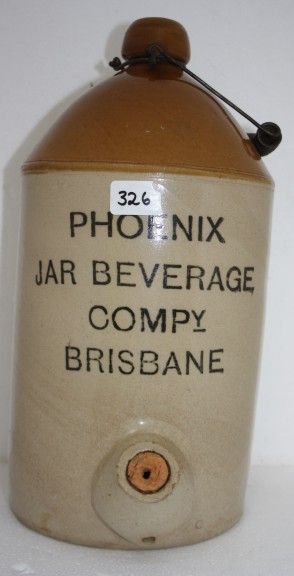 326
PHOENIX
JAR BEVERAGE
COMPY
BRISBANE